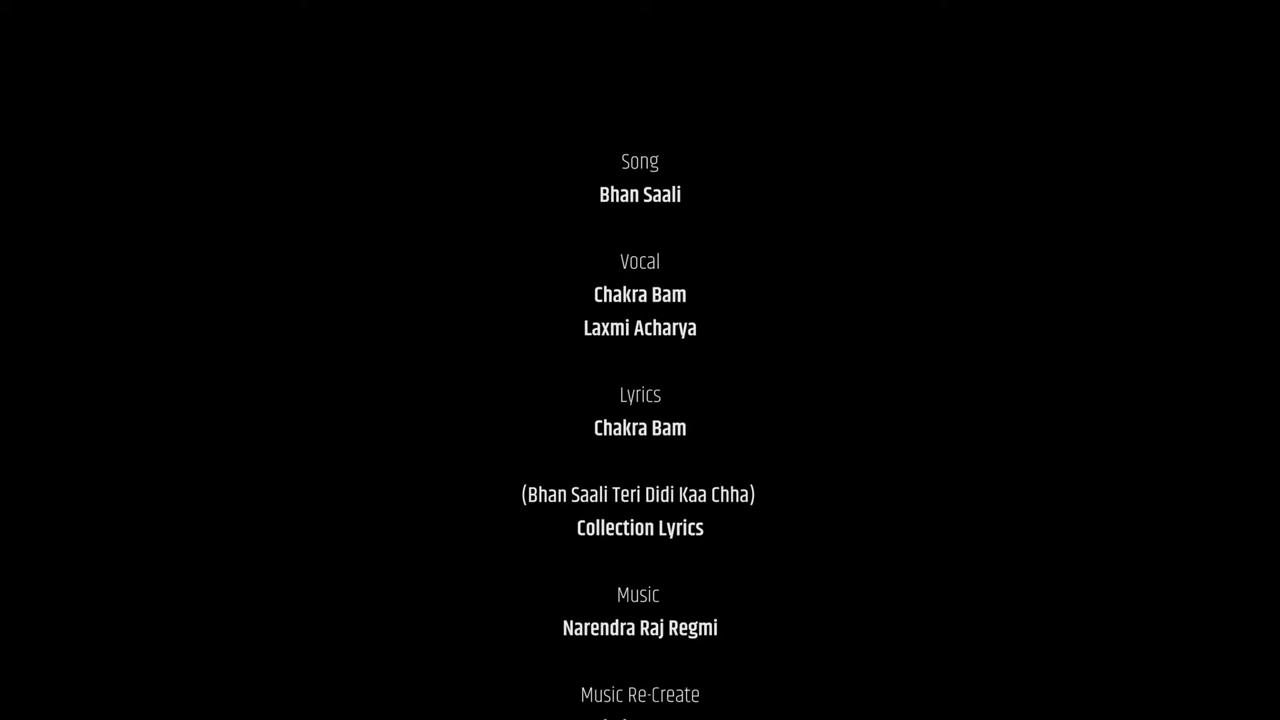 Song
Bhan Saali
Vocal
Chakra Bam
Laxmi Acharya
Lyrics
Chakra Bam
(Bhan Saali Teri Didi Kaa Chha)
Collection Lyrics
Music
Narendra Raj Regmi
Music Re-Create